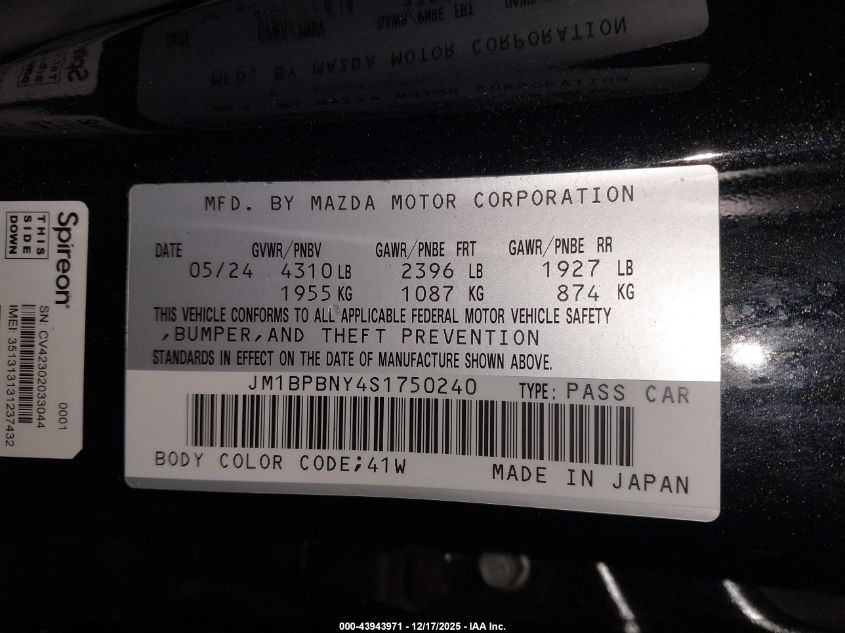 MFD. BY MAZDA MOTOR CORPORATION
DATE GVWR/PNBV GAWR/PNBE FRT GAWR/PNBE RR
05/24 4310 LB 2396 LB 1927 LB
1955 KG 1087 KG 874 KG
THIS VEHICLE CONFORMS TO ALL APPLICABLE FEDERAL MOTOR VEHICLE SAFETY
,BUMPER,AND THEFT PREVENTION
STANDARDS IN EFFECT ON THE DATE OF MANUFACTURE SHOWN ABOVE.
JM1BPBNY4S1750240 TYPE: PASS CAR
BODY COLOR CODE;41W MADE IN JAPAN
Spireon
THIS
SIDE
DOWN
0001
SN: CV42302033044
IMEI: 351313131237432
000-43943971 - 12/17/2025 - IAA Inc.